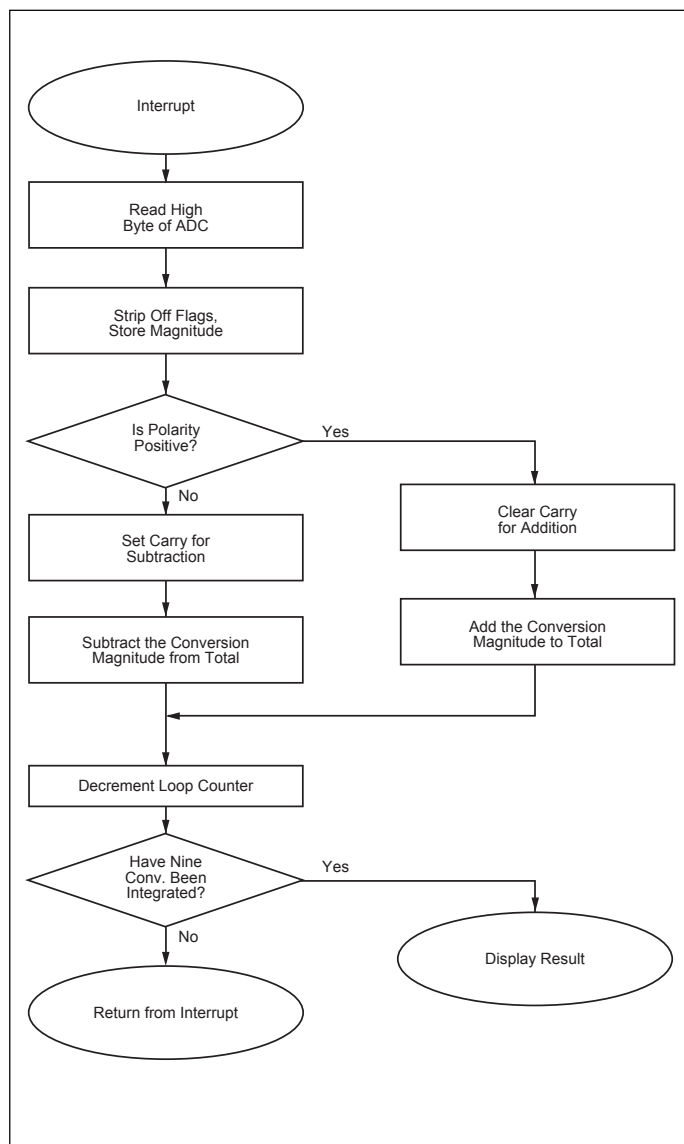 Interrupt
Read High
Byte of ADC
Strip Off Flags,
Store Magnitude
Is Polarity
Positive?
Yes
No
Set Carry for
Subtraction
Clear Carry
for Addition
Subtract the Conversion
Magnitude from Total
Add the Conversion
Magnitude to Total
Decrement Loop Counter
Have Nine
Conv. Been
Integrated?
Yes
No
Display Result
Return from Interrupt